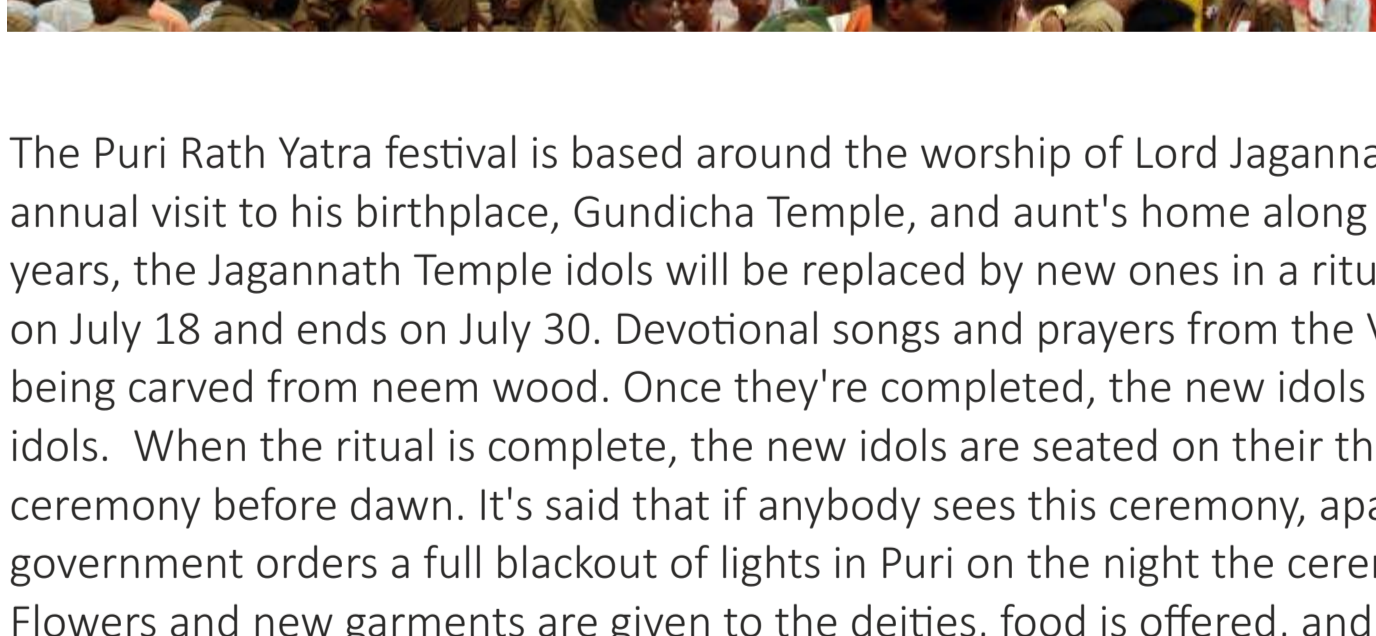 The Puri Rath Yatra festival is based around the worship of Lord Jaganna
annual visit to his birthplace, Gundicha Temple, and aunt's home along
years, the Jagannath Temple idols will be replaced by new ones in a ritu
on July 18 and ends on July 30. Devotional songs and prayers from the
being carved from neem wood. Once they're completed, the new idols
idols.  When the ritual is complete, the new idols are seated on their th
ceremony before dawn. It's said that if anybody sees this ceremony, apa
government orders a full blackout of lights in Puri on the night the cere
Flowers and new garments are given to the deities, food is offered, and